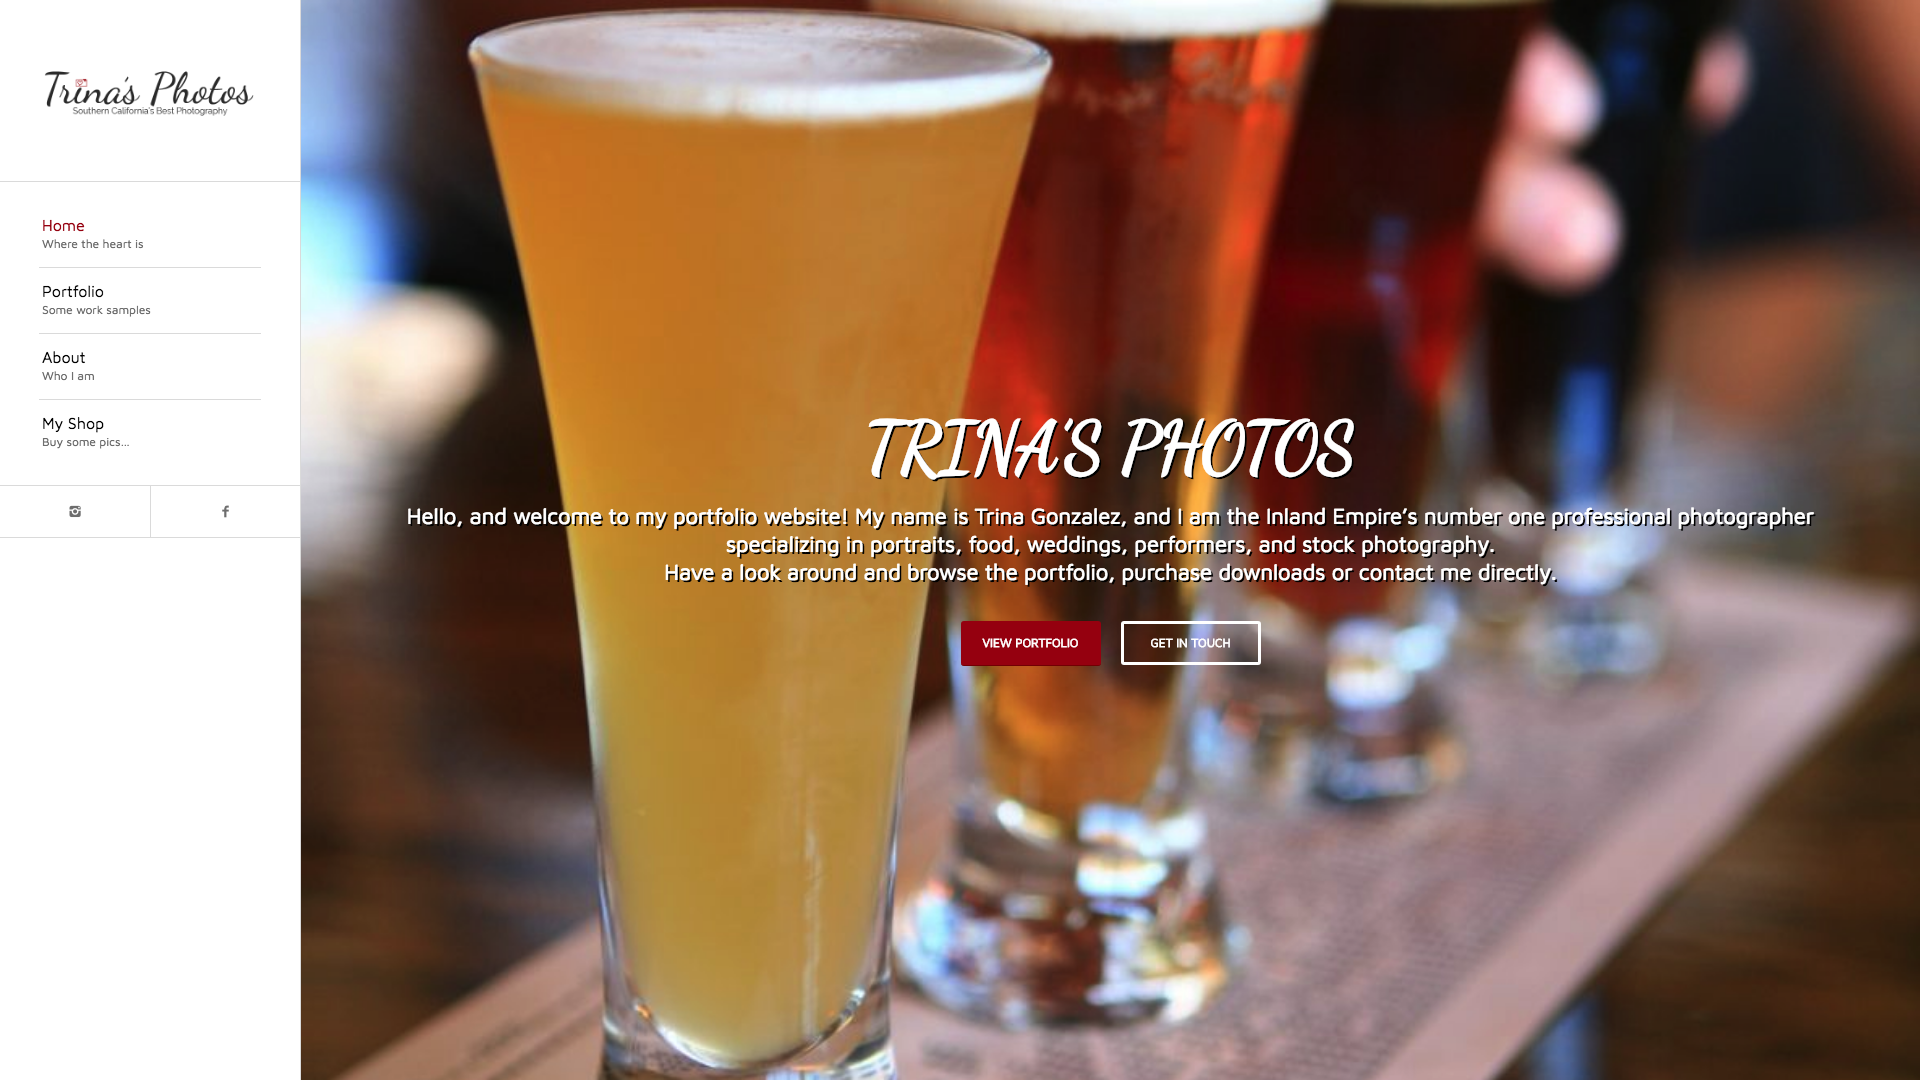 Trina's Photos
Southern California's Best Photography
Home
Where the heart is
Portfolio
Some work samples
About
Who I am
My Shop
Buy some pics...
TRINA'S PHOTOS
Hello, and welcome to my portfolio website! My name is Trina Gonzalez, and I am the Inland Empire’s number one professional photographer
specializing in portraits, food, weddings, performers, and stock photography.
Have a look around and browse the portfolio, purchase downloads or contact me directly.
VIEW PORTFOLIO
GET IN TOUCH